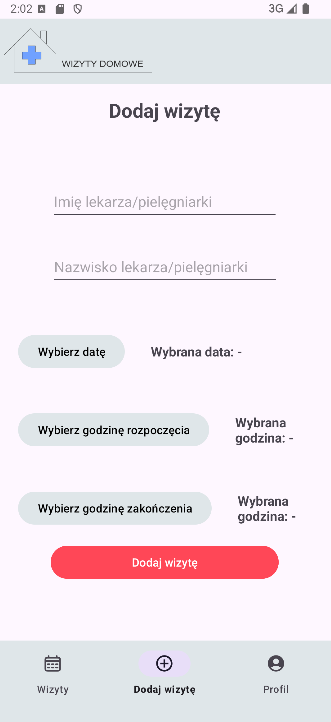 2:02
3G
WIZYTY DOMOWE
Dodaj wizytę
Imię lekarza/pielęgniarki
Nazwisko lekarza/pielęgniarki
Wybierz datę
Wybrana data: -
Wybierz godzinę rozpoczęcia
Wybrana
godzina: -
Wybierz godzinę zakończenia
Wybrana
godzina: -
Dodaj wizytę
Wizyty
Dodaj wizytę
Profil